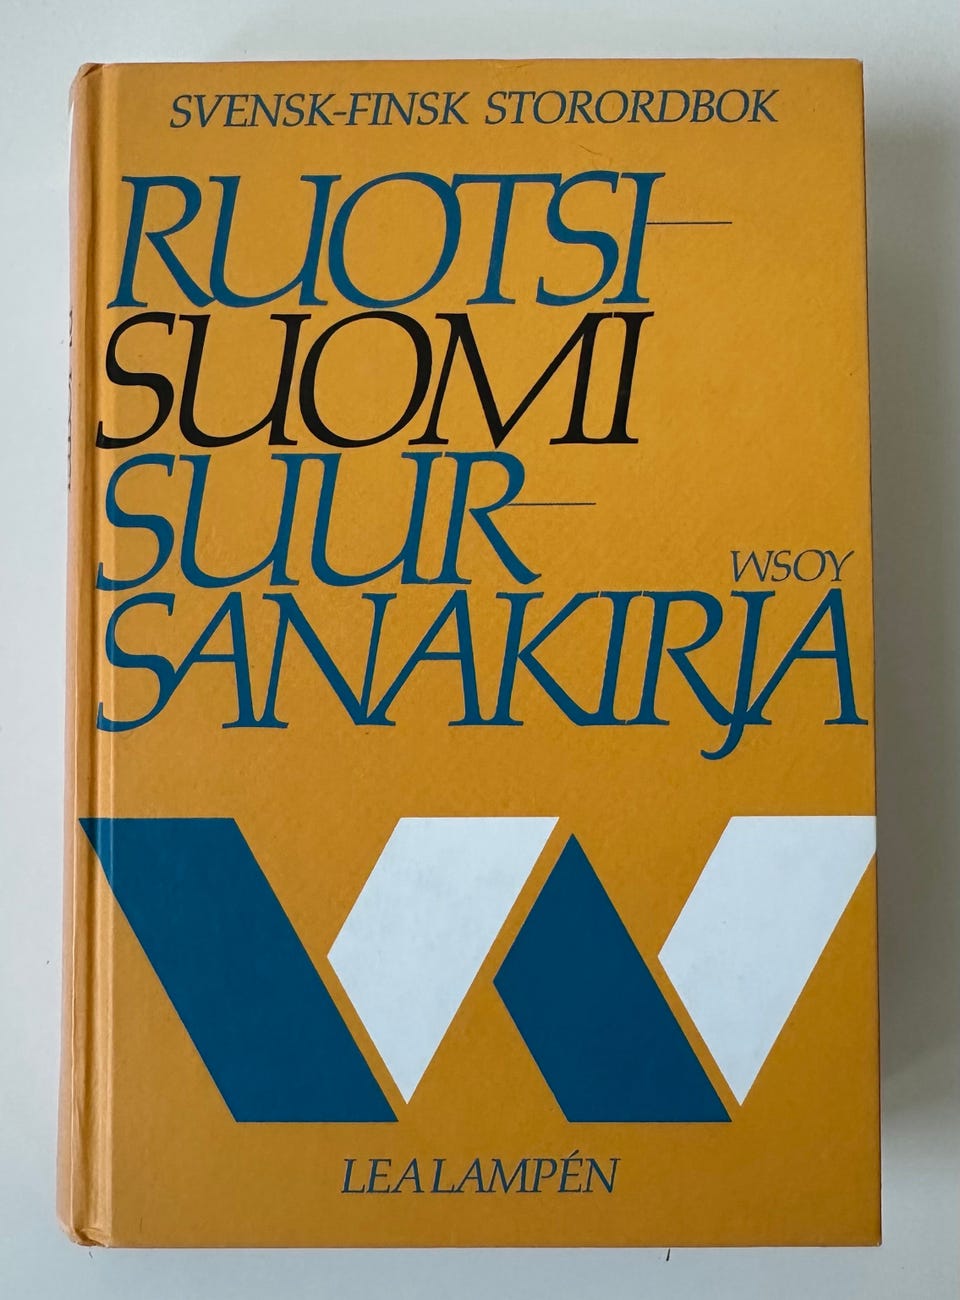 SVENSK-FINSK STORORDBOK
RUOTSI-
SUOMI
SUUR-
WSOY
SANAKIRJA
LEA LAMPÉN